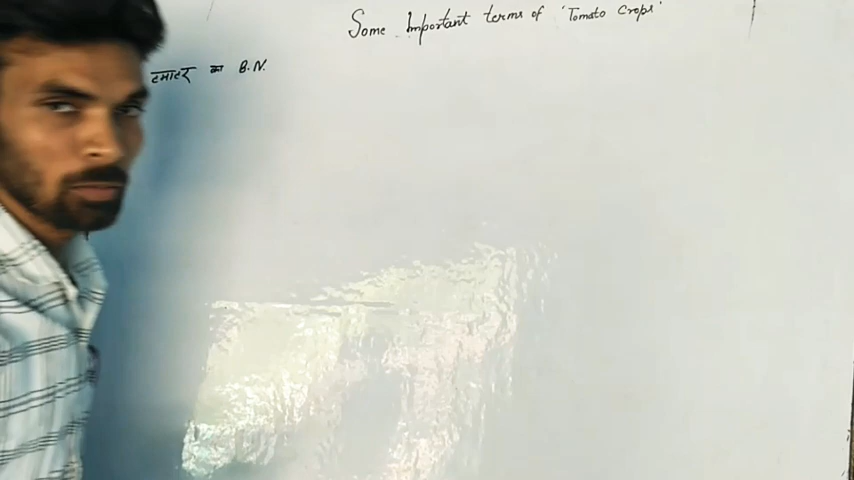 Some Important terms of 'Tomato Crops'
टमाटर का B.N.